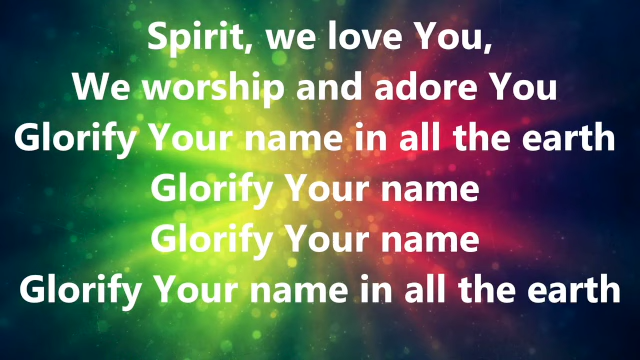 Spirit, we love You,
We worship and adore You
Glorify Your name in all the earth
Glorify Your name
Glorify Your name
Glorify Your name in all the earth